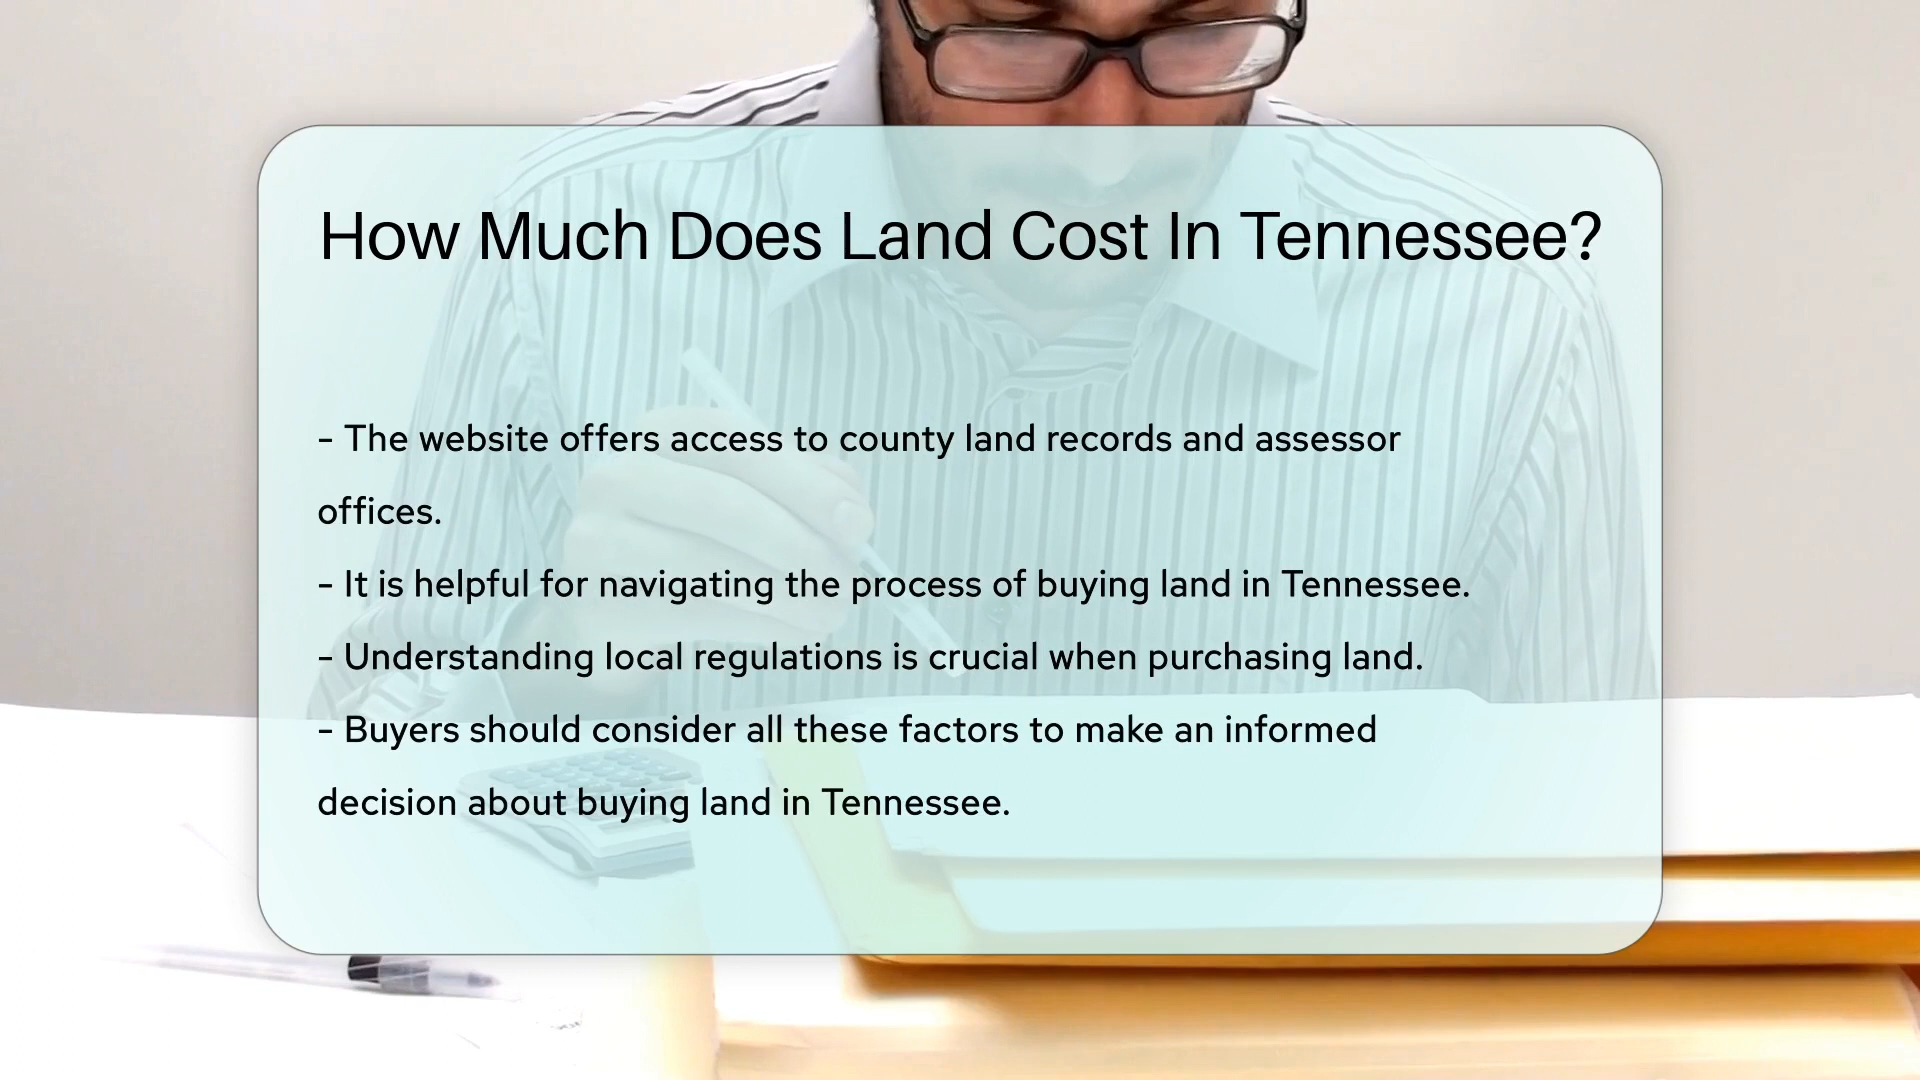 How Much Does Land Cost In Tennessee?
- The website offers access to county land records and assessor
offices.
- It is helpful for navigating the process of buying land in Tennessee.
- Understanding local regulations is crucial when purchasing land.
- Buyers should consider all these factors to make an informed
decision about buying land in Tennessee.